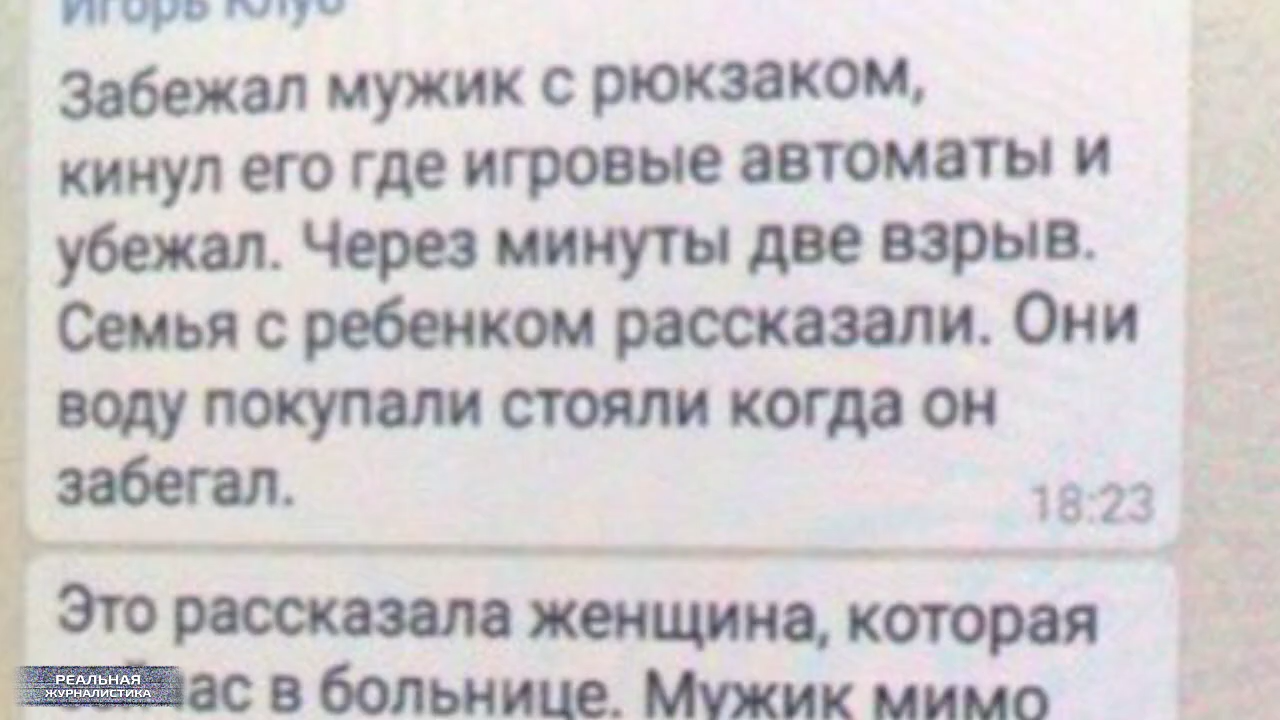 Игорь Клуб
Забежал мужик с рюкзаком,
кинул его где игровые автоматы и
убежал. Через минуты две взрыв.
Семья с ребенком рассказали. Они
воду покупали стояли когда он
забегал.
18:23
Это рассказала женщина, которая
в больнице. Мужик мимо
РЕАЛЬНАЯ
ЖУРНАЛИСТИКА